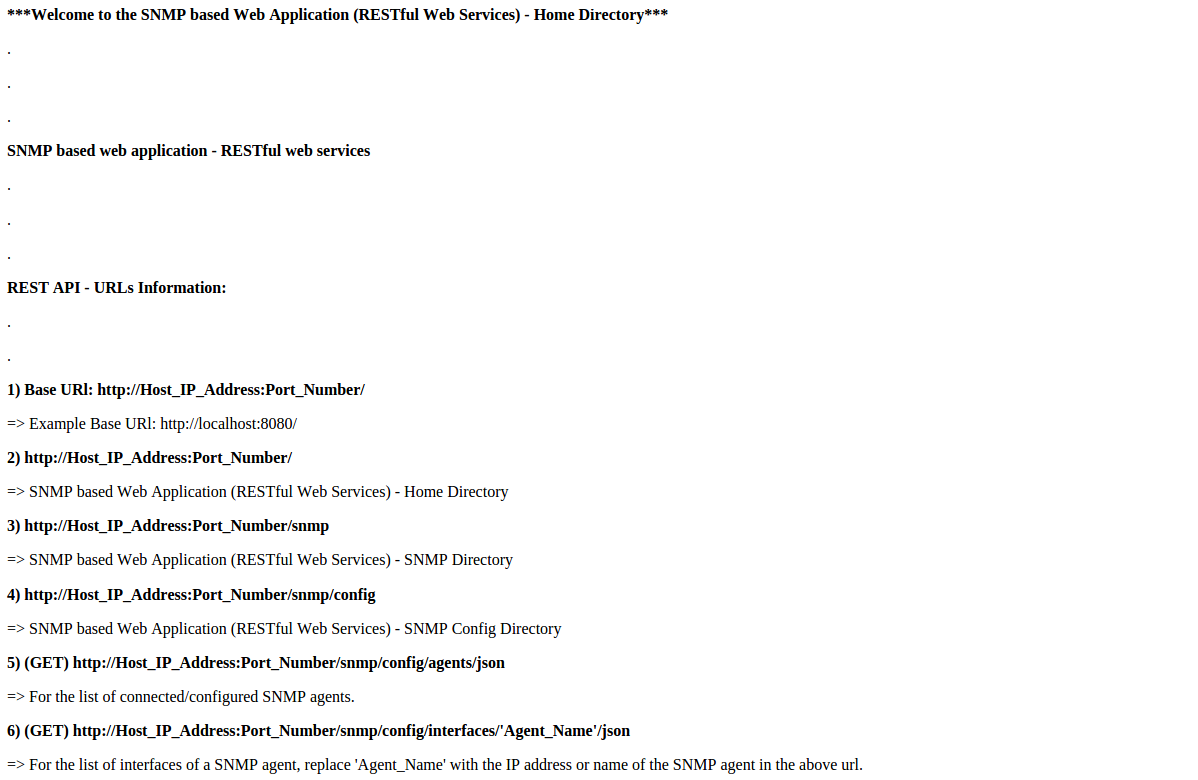 ***Welcome to the SNMP based Web Application (RESTful Web Services) - Home Directory***
.
.
.
SNMP based web application - RESTful web services
.
.
.
REST API - URLs Information:
.
.
1) Base URl: http://Host_IP_Address:Port_Number/
=> Example Base URl: http://localhost:8080/
2) http://Host_IP_Address:Port_Number/
=> SNMP based Web Application (RESTful Web Services) - Home Directory
3) http://Host_IP_Address:Port_Number/snmp
=> SNMP based Web Application (RESTful Web Services) - SNMP Directory
4) http://Host_IP_Address:Port_Number/snmp/config
=> SNMP based Web Application (RESTful Web Services) - SNMP Config Directory
5) (GET) http://Host_IP_Address:Port_Number/snmp/config/agents/json
=> For the list of connected/configured SNMP agents.
6) (GET) http://Host_IP_Address:Port_Number/snmp/config/interfaces/'Agent_Name'/json
=> For the list of interfaces of a SNMP agent, replace 'Agent_Name' with the IP address or name of the SNMP agent in the above url.